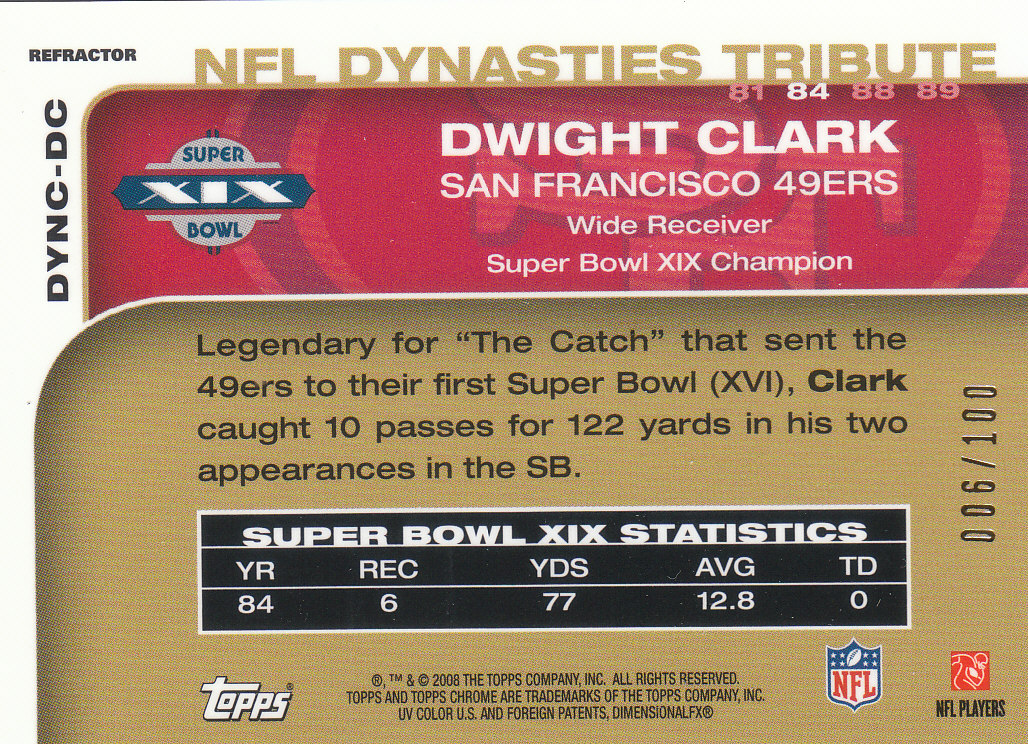 REFRACTOR
NFL DYNASTIES TRIBUTE
81 84 88 89
DYNC-DC
SUPER
XIX
BOWL
DWIGHT CLARK
SAN FRANCISCO 49ERS
Wide Receiver
Super Bowl XIX Champion
Legendary for “The Catch” that sent the
49ers to their first Super Bowl (XVI), Clark
caught 10 passes for 122 yards in his two
appearances in the SB.
006/100
SUPER BOWL XIX STATISTICS
YR REC YDS AVG TD
84 6 77 12.8 0
topps®
®, ™ & © 2008 THE TOPPS COMPANY, INC. ALL RIGHTS RESERVED.
TOPPS AND TOPPS CHROME ARE TRADEMARKS OF THE TOPPS COMPANY, INC.
UV COLOR U.S. AND FOREIGN PATENTS, DIMENSIONALFX®
NFL
NFL PLAYERS